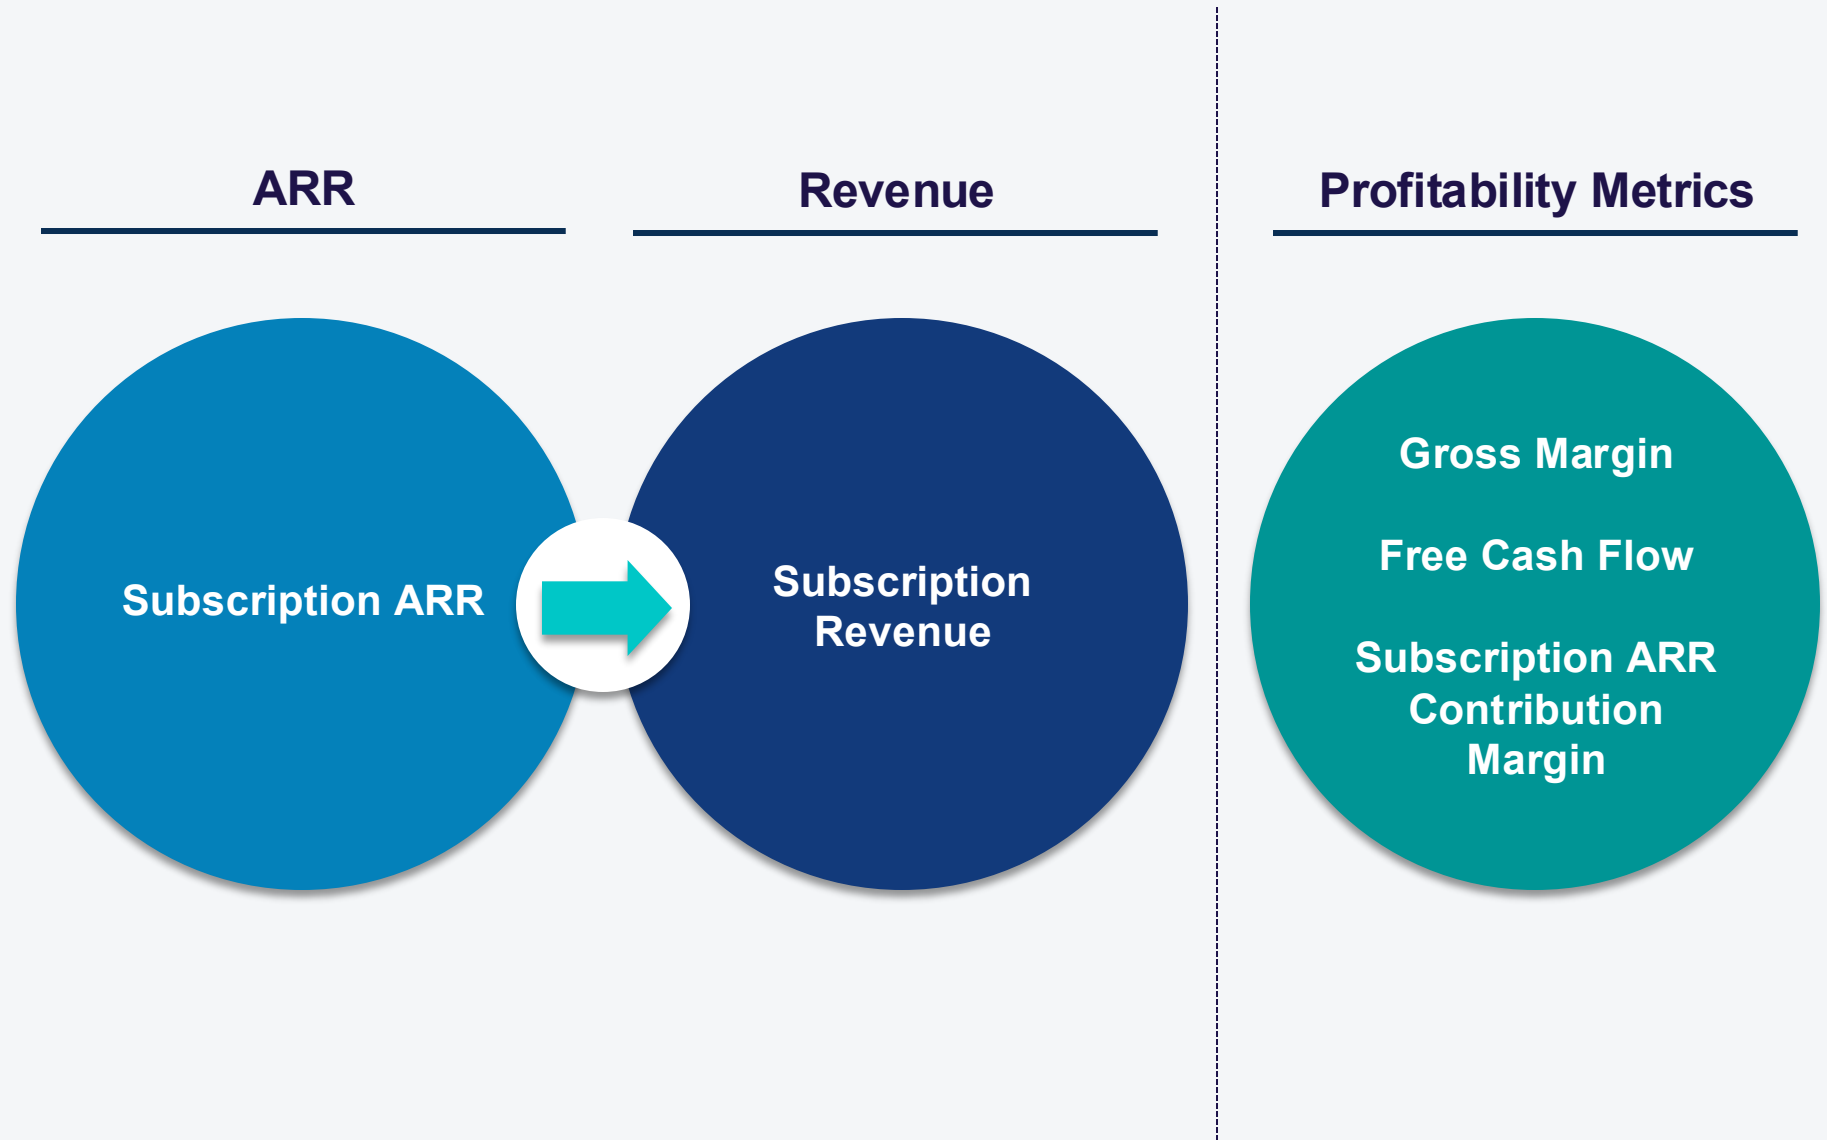 ARR
Subscription ARR
Revenue
Subscription
Revenue
Profitability Metrics
Gross Margin
Free Cash Flow
Subscription ARR
Contribution
Margin